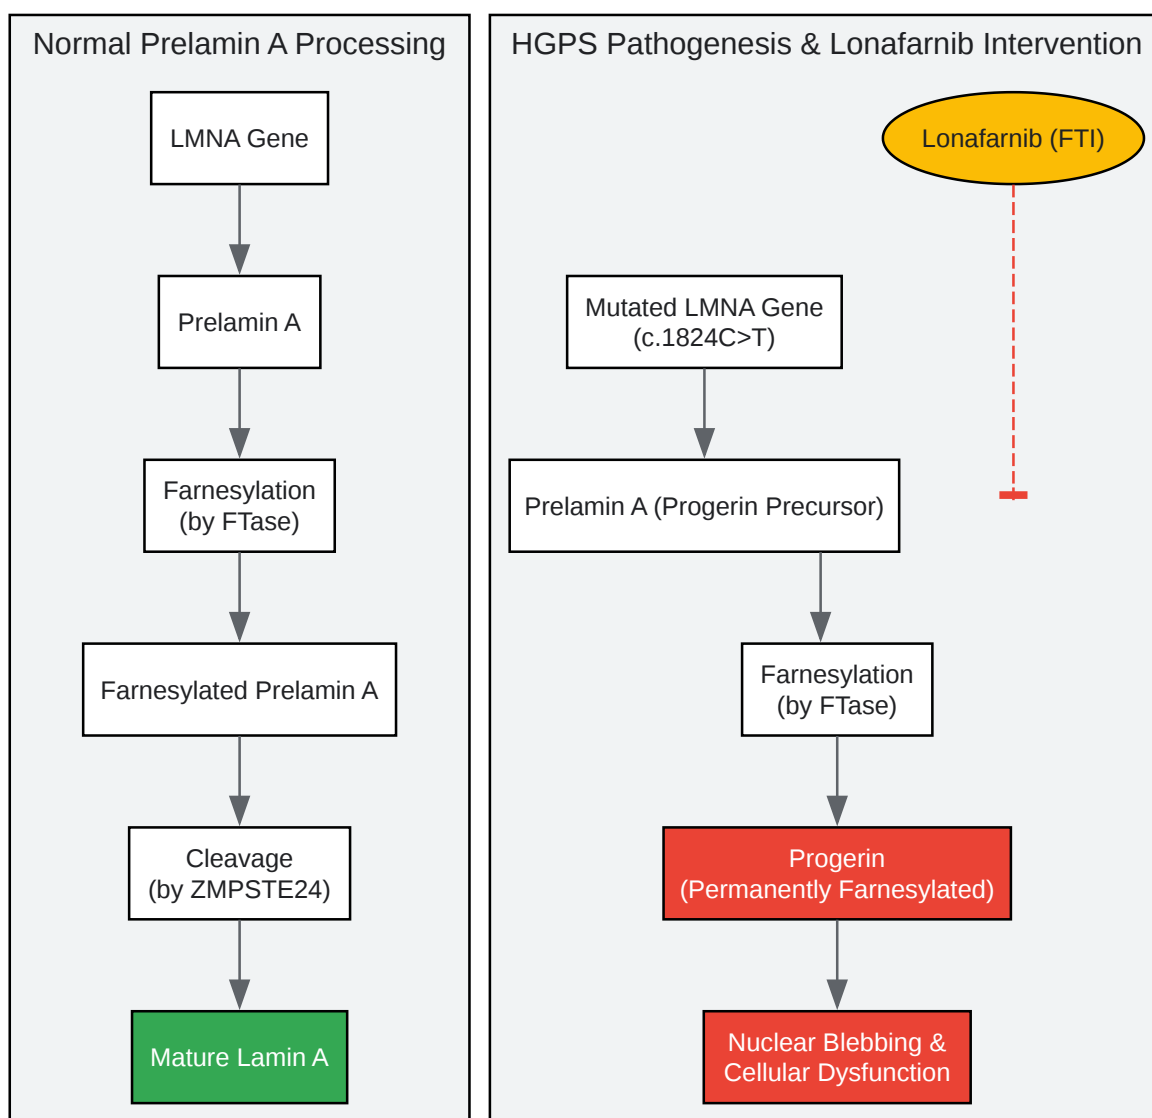 Normal Prelamin A Processing
LMNA Gene
Prelamin A
Farnesylation
(by FTase)
Farnesylated Prelamin A
Cleavage
(by ZMPSTE24)
Mature Lamin A
HGPS Pathogenesis & Lonafarnib Intervention
Lonafarnib (FTI)
Mutated LMNA Gene
(c.1824C>T)
Prelamin A (Progerin Precursor)
Farnesylation
(by FTase)
Progerin
(Permanently Farnesylated)
Nuclear Blebbing &
Cellular Dysfunction